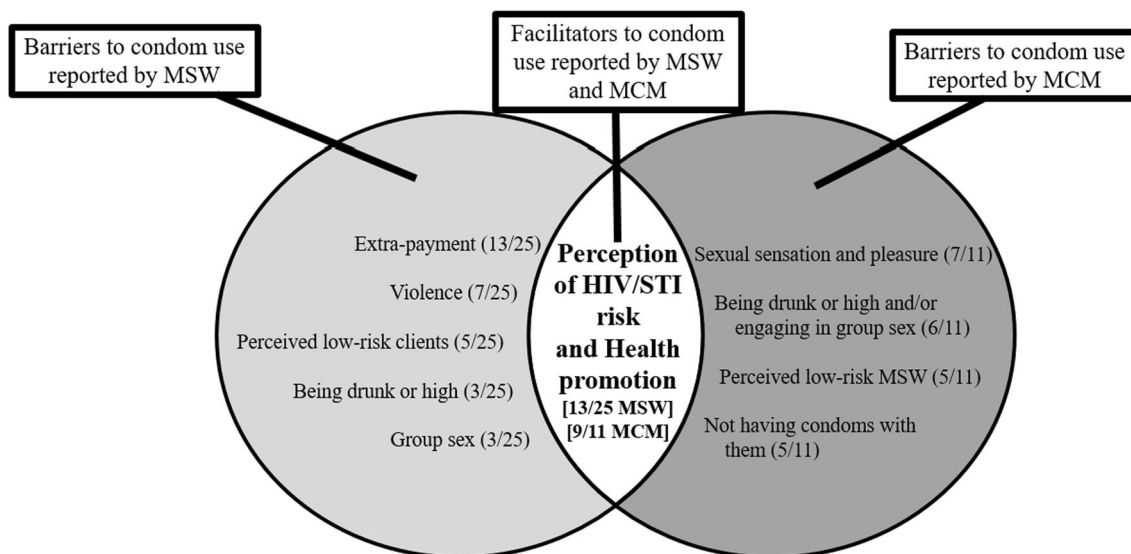 Barriers to condom use
reported by MSW
Facilitators to condom
use reported by MSW
and MCM
Barriers to condom use
reported by MCM
Extra-payment (13/25)
Violence (7/25)
Perceived low-risk clients (5/25)
Being drunk or high (3/25)
Group sex (3/25)
Perception
of HIV/STI
risk
and Health
promotion
[13/25 MSW]
[9/11 MCM]
Sexual sensation and pleasure (7/11)
Being drunk or high and/or
engaging in group sex (6/11)
Perceived low-risk MSW (5/11)
Not having condoms with
them (5/11)